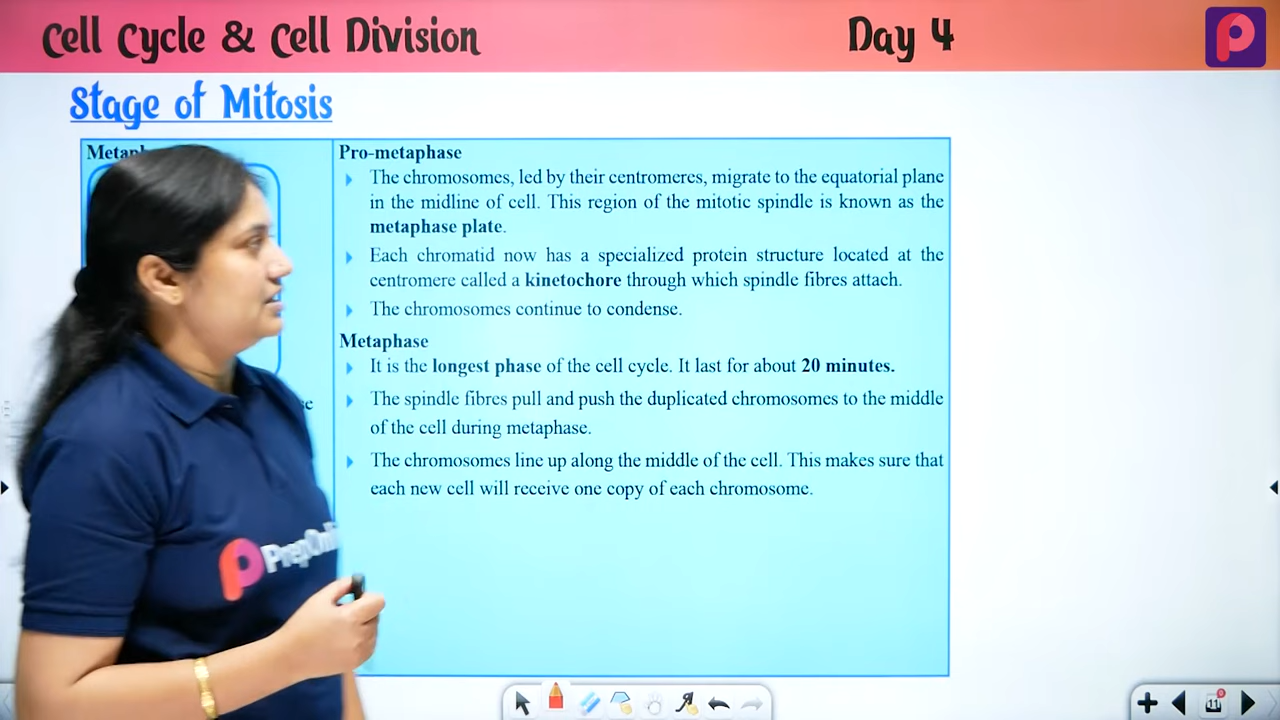 Cell Cycle & Cell Division
Day 4
Stage of Mitosis
Pro-metaphase
The chromosomes, led by their centromeres, migrate to the equatorial plane
in the midline of cell. This region of the mitotic spindle is known as the
metaphase plate.
Each chromatid now has a specialized protein structure located at the
centromere called a kinetochore through which spindle fibres attach.
The chromosomes continue to condense.
Metaphase
It is the longest phase of the cell cycle. It last for about 20 minutes.
The spindle fibres pull and push the duplicated chromosomes to the middle
of the cell during metaphase.
The chromosomes line up along the middle of the cell. This makes sure that
each new cell will receive one copy of each chromosome.
11